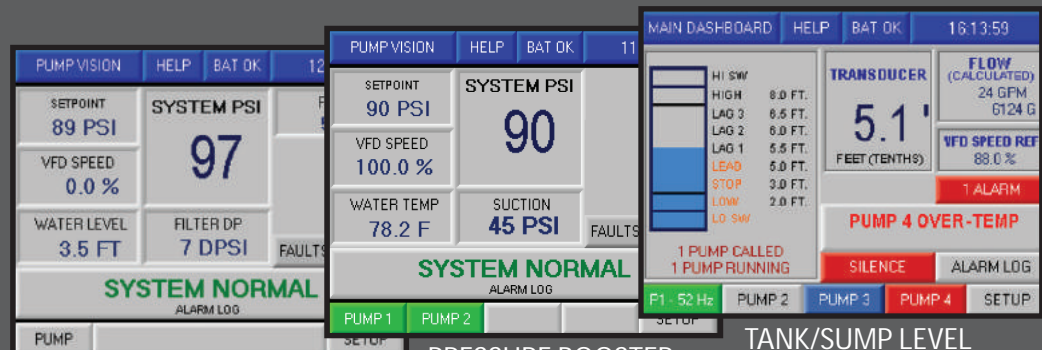 PUMP VISION HELP BAT OK 12
SETPOINT
89 PSI
SYSTEM PSI
97
VFD SPEED
0.0 %
WATER LEVEL
3.5 FT
FILTER DP
7 DPSI
FAULTS
SYSTEM NORMAL
ALARM LOG
PUMP
SETUP
PUMP VISION HELP BAT OK 11
SETPOINT
90 PSI
SYSTEM PSI
90
VFD SPEED
100.0 %
WATER TEMP
78.2 F
SUCTION
45 PSI
FAULTS
SYSTEM NORMAL
ALARM LOG
PUMP 1 PUMP 2
SETUP
PRESSURE BOOSTER
MAIN DASHBOARD HELP BAT OK 16:13:59
HI SW
HIGH 8.0 FT.
LAG 3 6.5 FT.
LAG 2 6.0 FT.
LAG 1 5.5 FT.
LEAD 5.0 FT.
STOP 3.0 FT.
LOW 2.0 FT.
LO SW
1 PUMP CALLED
1 PUMP RUNNING
TRANSDUCER
5.1 '
FEET (TENTHS)
FLOW
(CALCULATED)
24 GPM
6124 G
VFD SPEED REF
88.0 %
1 ALARM
PUMP 4 OVER-TEMP
SILENCE ALARM LOG
P1 - 52 Hz PUMP 2 PUMP 3 PUMP 4 SETUP
TANK/SUMP LEVEL